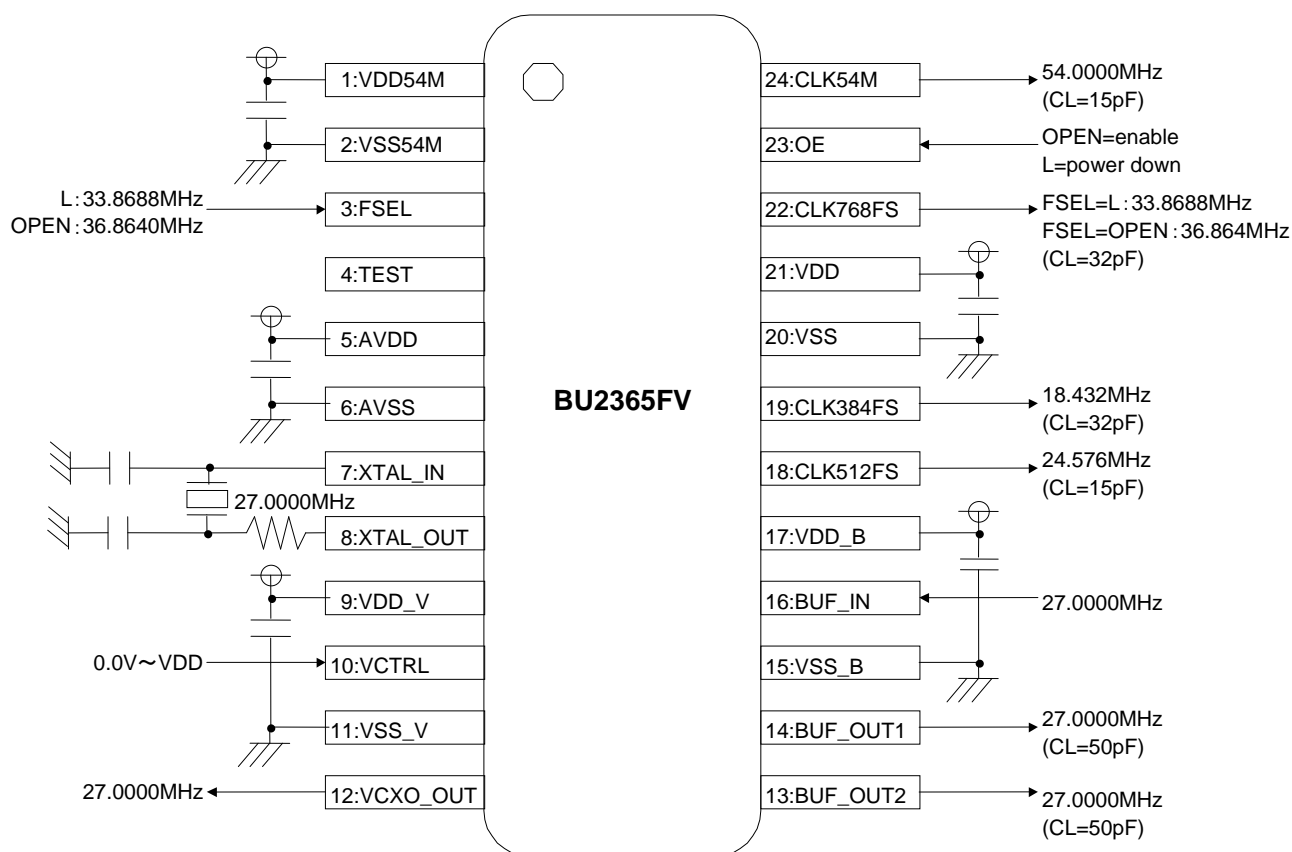 1:VDD54M
2:VSS54M
L:33.8688MHz
OPEN:36.8640MHz
3:FSEL
4:TEST
5:AVDD
6:AVSS
7:XTAL_IN
27.0000MHz
8:XTAL_OUT
9:VDD_V
0.0V～VDD
10:VCTRL
11:VSS_V
27.0000MHz
12:VCXO_OUT
BU2365FV
24:CLK54M
54.0000MHz
(CL=15pF)
23:OE
OPEN=enable
L=power down
22:CLK768FS
FSEL=L:33.8688MHz
FSEL=OPEN:36.864MHz
(CL=32pF)
21:VDD
20:VSS
19:CLK384FS
18.432MHz
(CL=32pF)
18:CLK512FS
24.576MHz
(CL=15pF)
17:VDD_B
16:BUF_IN
27.0000MHz
15:VSS_B
14:BUF_OUT1
27.0000MHz
(CL=50pF)
13:BUF_OUT2
27.0000MHz
(CL=50pF)